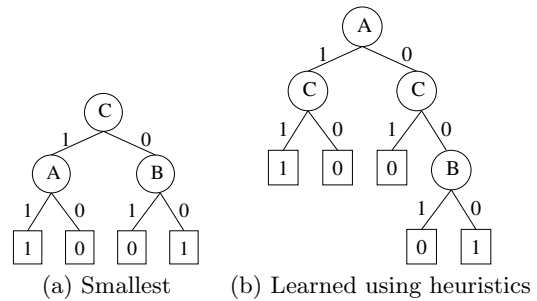 A
1 0
C C
1 0 1 0
1 0 0 B
1 0
0 1
C
1 0
A B
1 0 1 0
1 0 0 1
(a) Smallest
(b) Learned using heuristics